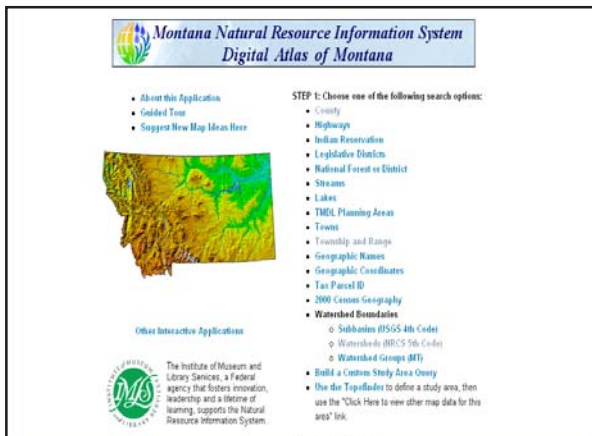 Montana Natural Resource Information System
Digital Atlas of Montana
About this Application
Guided Tour
Suggest New Map Ideas Here
Other Interactive Applications
The Institute of Museum and
Library Services, a Federal
agency that fosters innovation,
leadership and a lifetime of
learning, supports the Natural
Resource Information System.
STEP 1: Choose one of the following search options:
County
Highways
Indian Reservation
Legislative Districts
National Forest or District
Streams
Lakes
TMDL Planning Areas
Towns
Township and Range
Geographic Names
Geographic Coordinates
Tax Parcel ID
2000 Census Geography
Watershed Boundaries
Subbasins (USGS 4th Code)
Watersheds (NRCS 5th Code)
Watershed Groups (MT)
Build a Custom Study Area Query
Use the Topofinder to define a study area, then
use the "Click Here to view other map data for this
area" link.